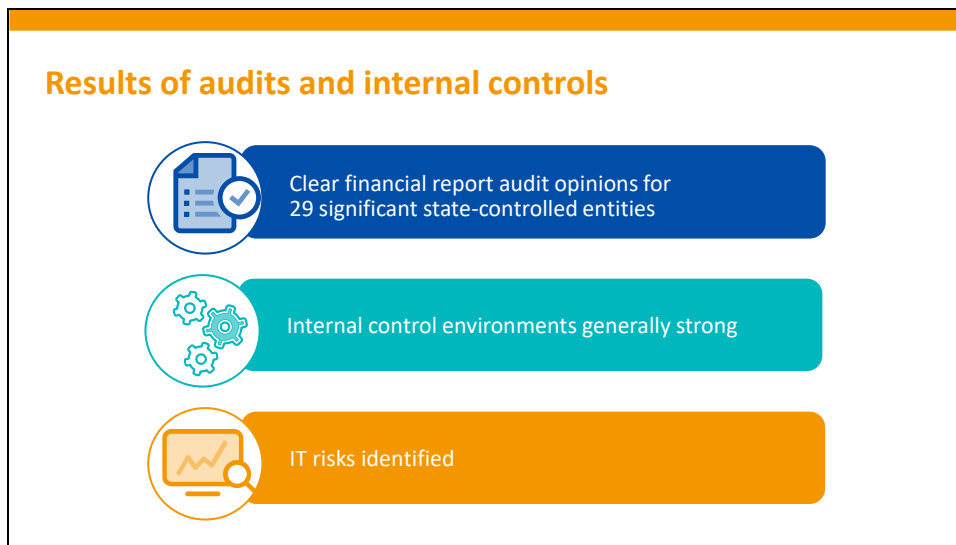 Results of audits and internal controls
Clear financial report audit opinions for
29 significant state-controlled entities
Internal control environments generally strong
IT risks identified